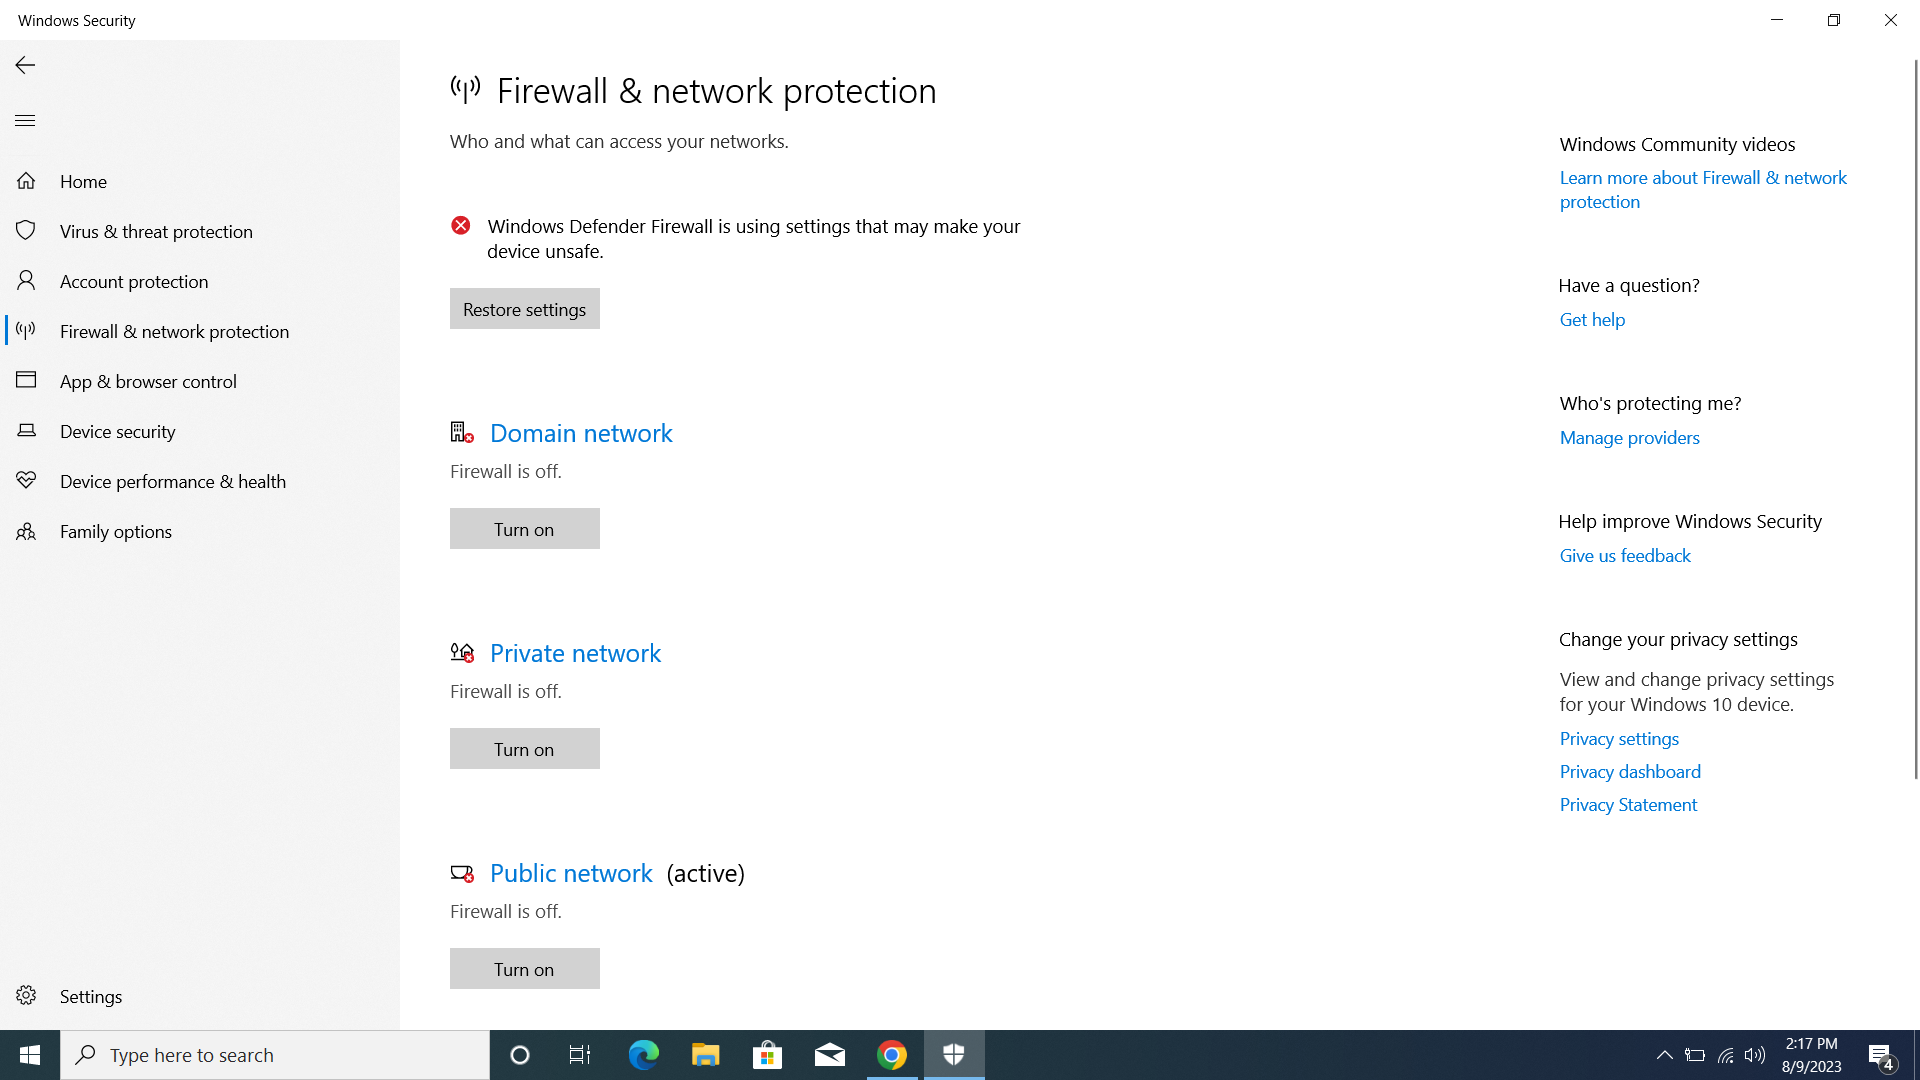 Windows Security
Home
Virus & threat protection
Account protection
Firewall & network protection
App & browser control
Device security
Device performance & health
Family options
Settings
Firewall & network protection
Who and what can access your networks.
Windows Defender Firewall is using settings that may make your
device unsafe.
Restore settings
Domain network
Firewall is off.
Turn on
Private network
Firewall is off.
Turn on
Public network (active)
Firewall is off.
Turn on
Windows Community videos
Learn more about Firewall & network
protection
Have a question?
Get help
Who's protecting me?
Manage providers
Help improve Windows Security
Give us feedback
Change your privacy settings
View and change privacy settings
for your Windows 10 device.
Privacy settings
Privacy dashboard
Privacy Statement
Type here to search
2:17 PM
8/9/2023
4